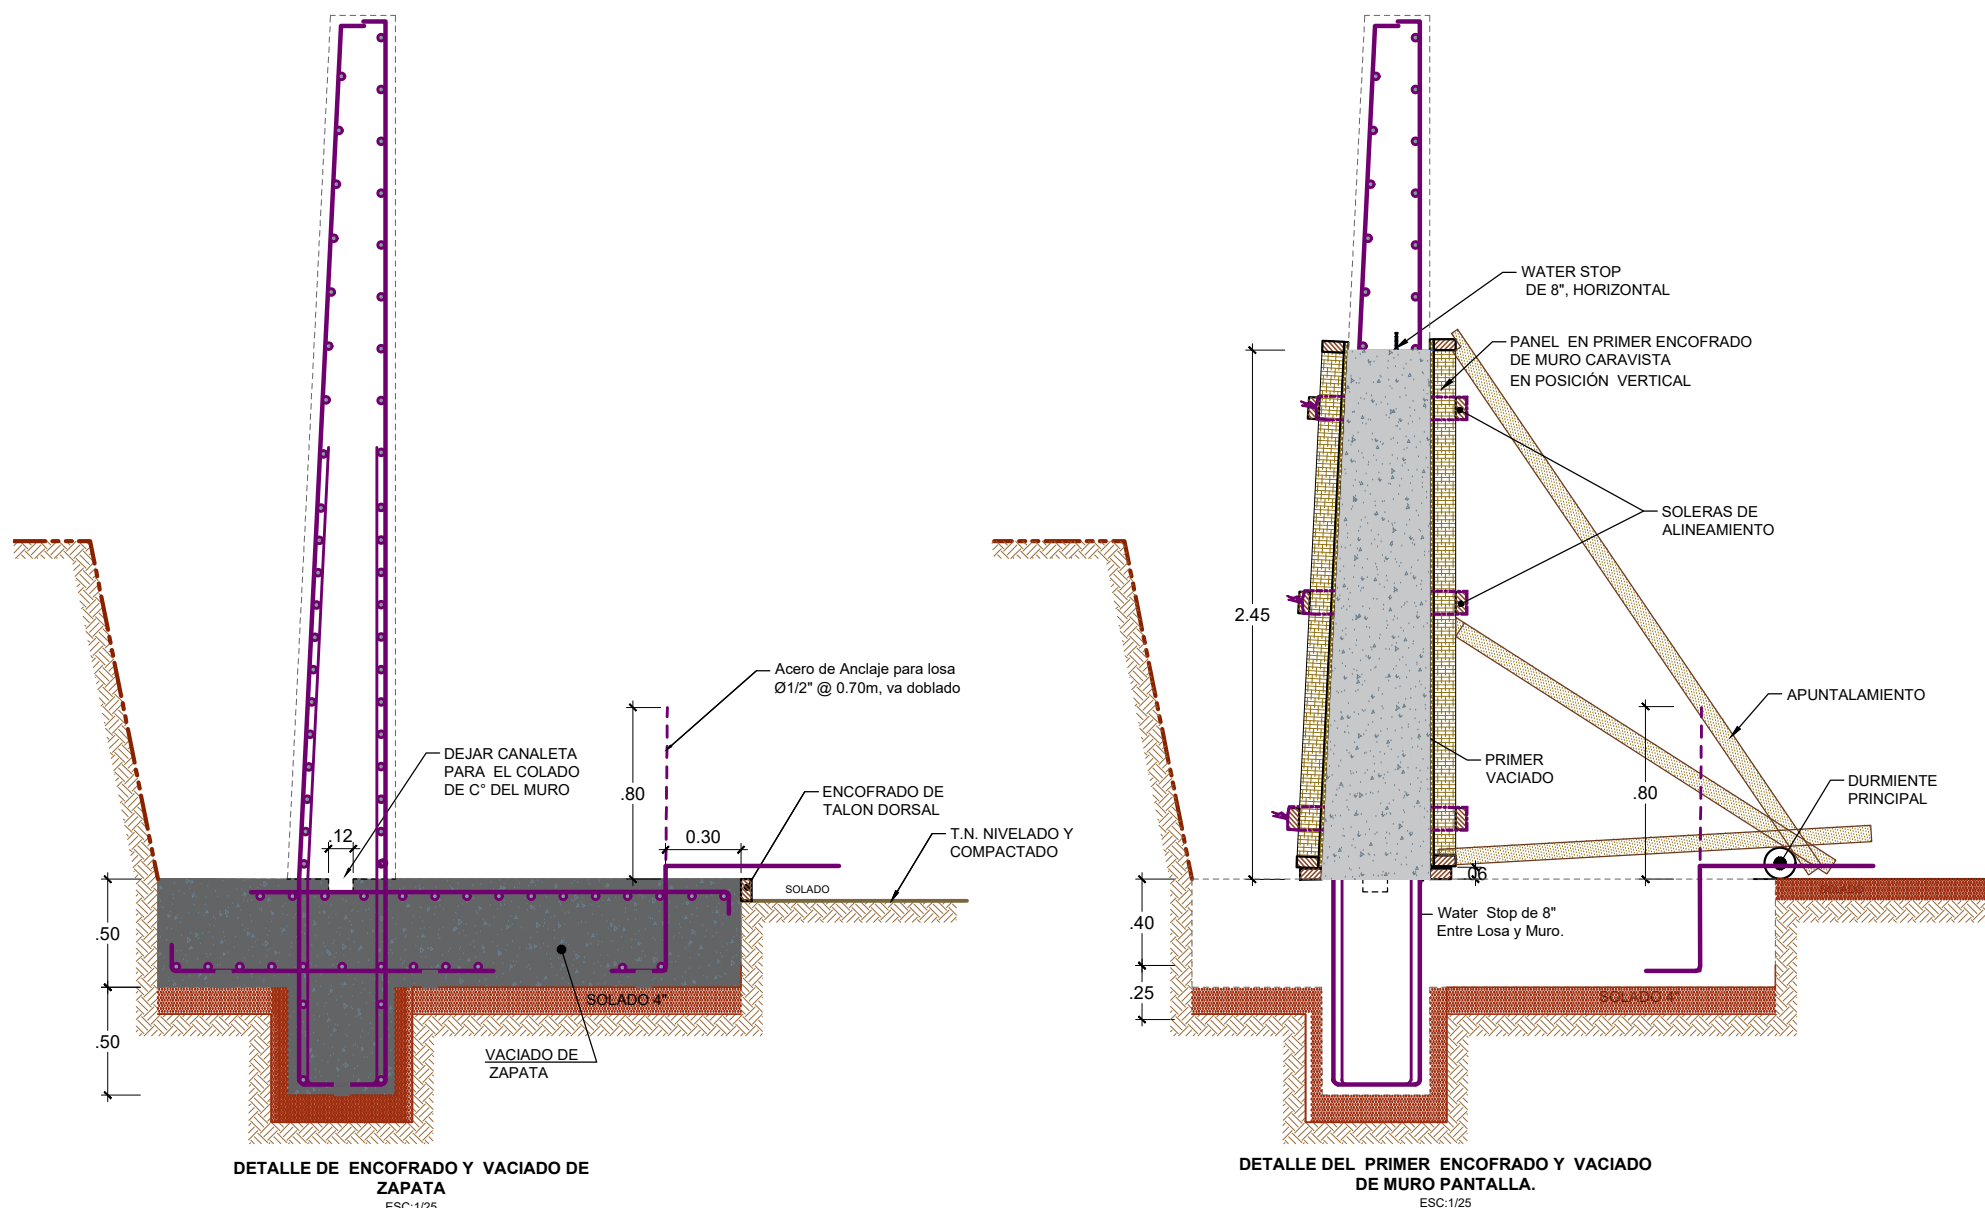 Acero de Anclaje para losa
Ø1/2" @ 0.70m, va doblado
DEJAR CANALETA
PARA EL COLADO
DE C° DEL MURO
.12
.80
0.30
ENCOFRADO DE
TALON DORSAL
T.N. NIVELADO Y
COMPACTADO
SOLADO
.50
.50
SOLADO 4"
VACIADO DE
ZAPATA
DETALLE DE ENCOFRADO Y VACIADO DE
ZAPATA
ESC:1/25
WATER STOP
DE 8", HORIZONTAL
PANEL EN PRIMER ENCOFRADO
DE MURO CARAVISTA
EN POSICIÓN VERTICAL
SOLERAS DE
ALINEAMIENTO
2.45
APUNTALAMIENTO
PRIMER
VACIADO
.80
DURMIENTE
PRINCIPAL
.06
SOLADO
Water Stop de 8"
Entre Losa y Muro.
.40
.25
SOLADO 4"
DETALLE DEL PRIMER ENCOFRADO Y VACIADO
DE MURO PANTALLA.
ESC:1/25